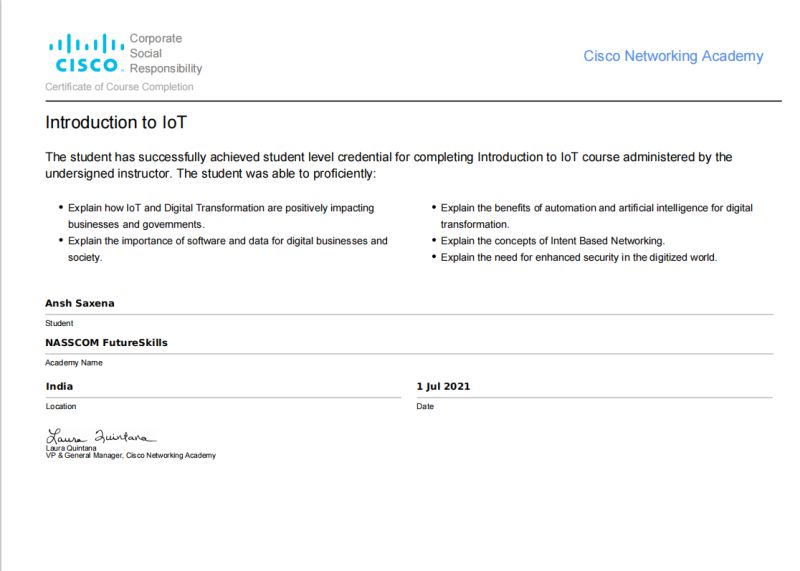 Corporate
Social
CISCO. Responsibility
Cisco Networking Academy
Certificate of Course Completion
Introduction to IoT
The student has successfully achieved student level credential for completing Introduction to IoT course administered by the
undersigned instructor. The student was able to proficiently:
• Explain how IoT and Digital Transformation are positively impacting
businesses and governments.
• Explain the importance of software and data for digital businesses and
society.
• Explain the benefits of automation and artificial intelligence for digital
transformation.
• Explain the concepts of Intent Based Networking.
• Explain the need for enhanced security in the digitized world.
Ansh Saxena
Student
NASSCOM FutureSkills
Academy Name
India
Location
1 Jul 2021
Date
Laura Quintana
Laura Quintana
VP & General Manager, Cisco Networking Academy